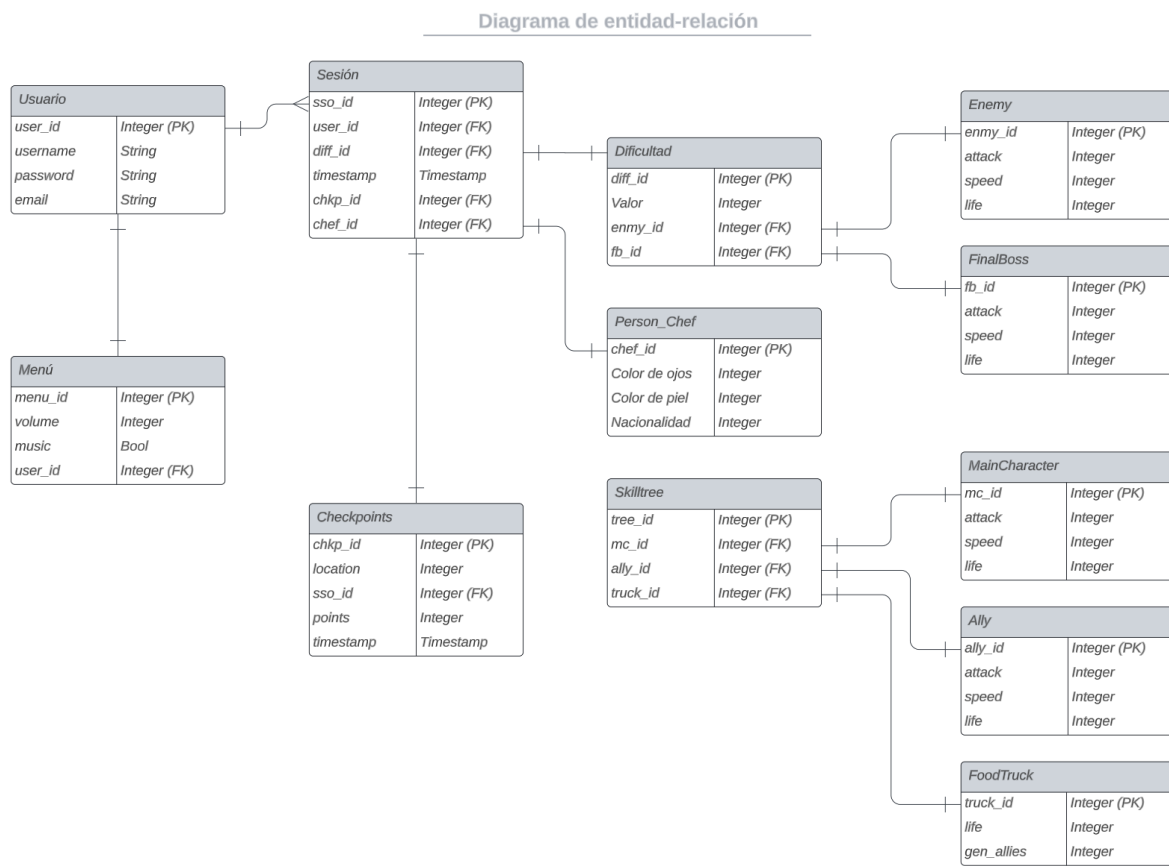 Diagrama de entidad-relación
Usuario
user_id Integer (PK)
username String
password String
email String
Sesión
sso_id Integer (PK)
user_id Integer (FK)
diff_id Integer (FK)
timestamp Timestamp
chkp_id Integer (FK)
chef_id Integer (FK)
Dificultad
diff_id Integer (PK)
Valor Integer
enmy_id Integer (FK)
fb_id Integer (FK)
Enemy
enmy_id Integer (PK)
attack Integer
speed Integer
life Integer
FinalBoss
fb_id Integer (PK)
attack Integer
speed Integer
life Integer
Person_Chef
chef_id Integer (PK)
Color de ojos Integer
Color de piel Integer
Nacionalidad Integer
Menú
menu_id Integer (PK)
volume Integer
music Bool
user_id Integer (FK)
Checkpoints
chkp_id Integer (PK)
location Integer
sso_id Integer (FK)
points Integer
timestamp Timestamp
Skilltree
tree_id Integer (PK)
mc_id Integer (FK)
ally_id Integer (FK)
truck_id Integer (FK)
MainCharacter
mc_id Integer (PK)
attack Integer
speed Integer
life Integer
Ally
ally_id Integer (PK)
attack Integer
speed Integer
life Integer
FoodTruck
truck_id Integer (PK)
life Integer
gen_allies Integer